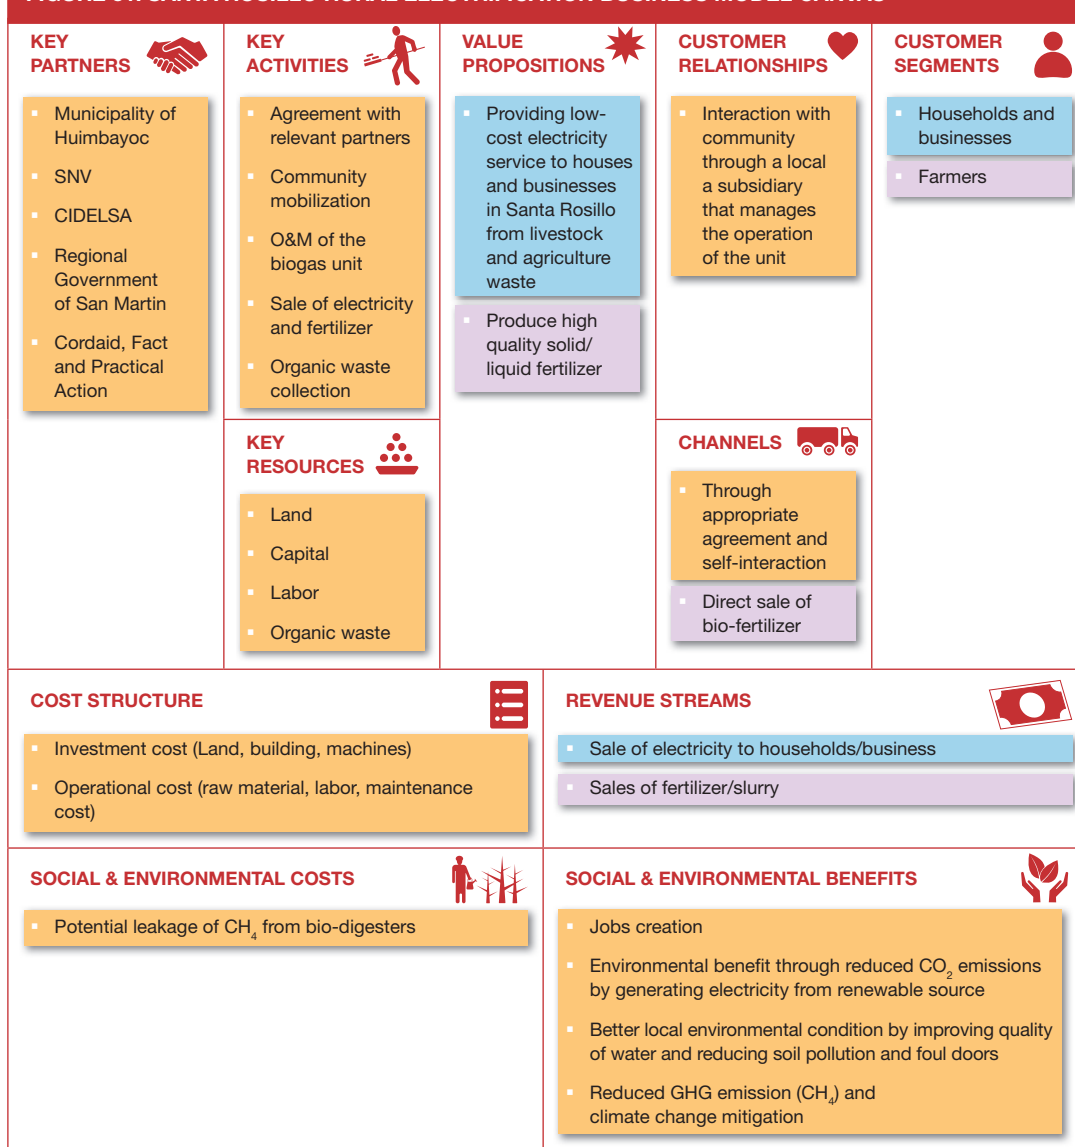 KEY
PARTNERS
Municipality of
Huimbayoc
SNV
CIDELSA
Regional
Government
of San Martin
Cordaid, Fact
and Practical
Action
KEY
ACTIVITIES
Agreement with
relevant partners
Community
mobilization
O&M of the
biogas unit
Sale of electricity
and fertilizer
Organic waste
collection
KEY
RESOURCES
Land
Capital
Labor
Organic waste
VALUE
PROPOSITIONS
Providing low-
cost electricity
service to houses
and businesses
in Santa Rosillo
from livestock
and agriculture
waste
Produce high
quality solid/
liquid fertilizer
CUSTOMER
RELATIONSHIPS
Interaction with
community
through a local
a subsidiary
that manages
the operation
of the unit
CHANNELS
Through
appropriate
agreement and
self-interaction
Direct sale of
bio-fertilizer
CUSTOMER
SEGMENTS
Households and
businesses
Farmers
COST STRUCTURE
Investment cost (Land, building, machines)
Operational cost (raw material, labor, maintenance
cost)
REVENUE STREAMS
Sale of electricity to households/business
Sales of fertilizer/slurry
SOCIAL & ENVIRONMENTAL COSTS
Potential leakage of CH4 from bio-digesters
SOCIAL & ENVIRONMENTAL BENEFITS
Jobs creation
Environmental benefit through reduced CO2 emissions
by generating electricity from renewable source
Better local environmental condition by improving quality
of water and reducing soil pollution and foul doors
Reduced GHG emission (CH4) and
climate change mitigation